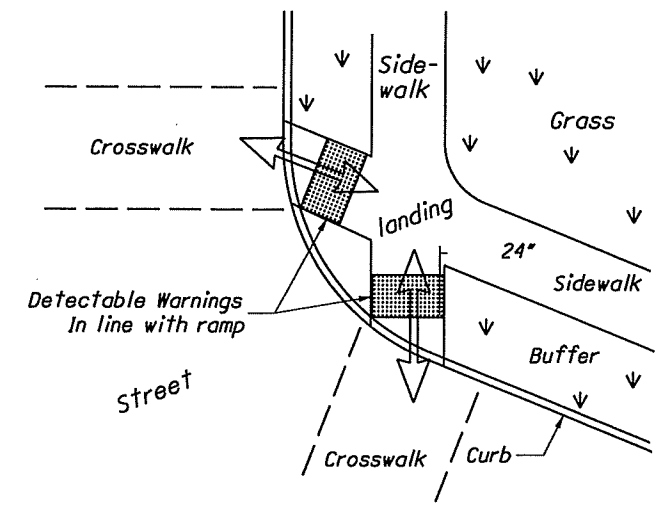 Side-
walk
Grass
Crosswalk
landing
24"
Sidewalk
Detectable Warnings
In line with ramp
Buffer
Street
Crosswalk
Curb